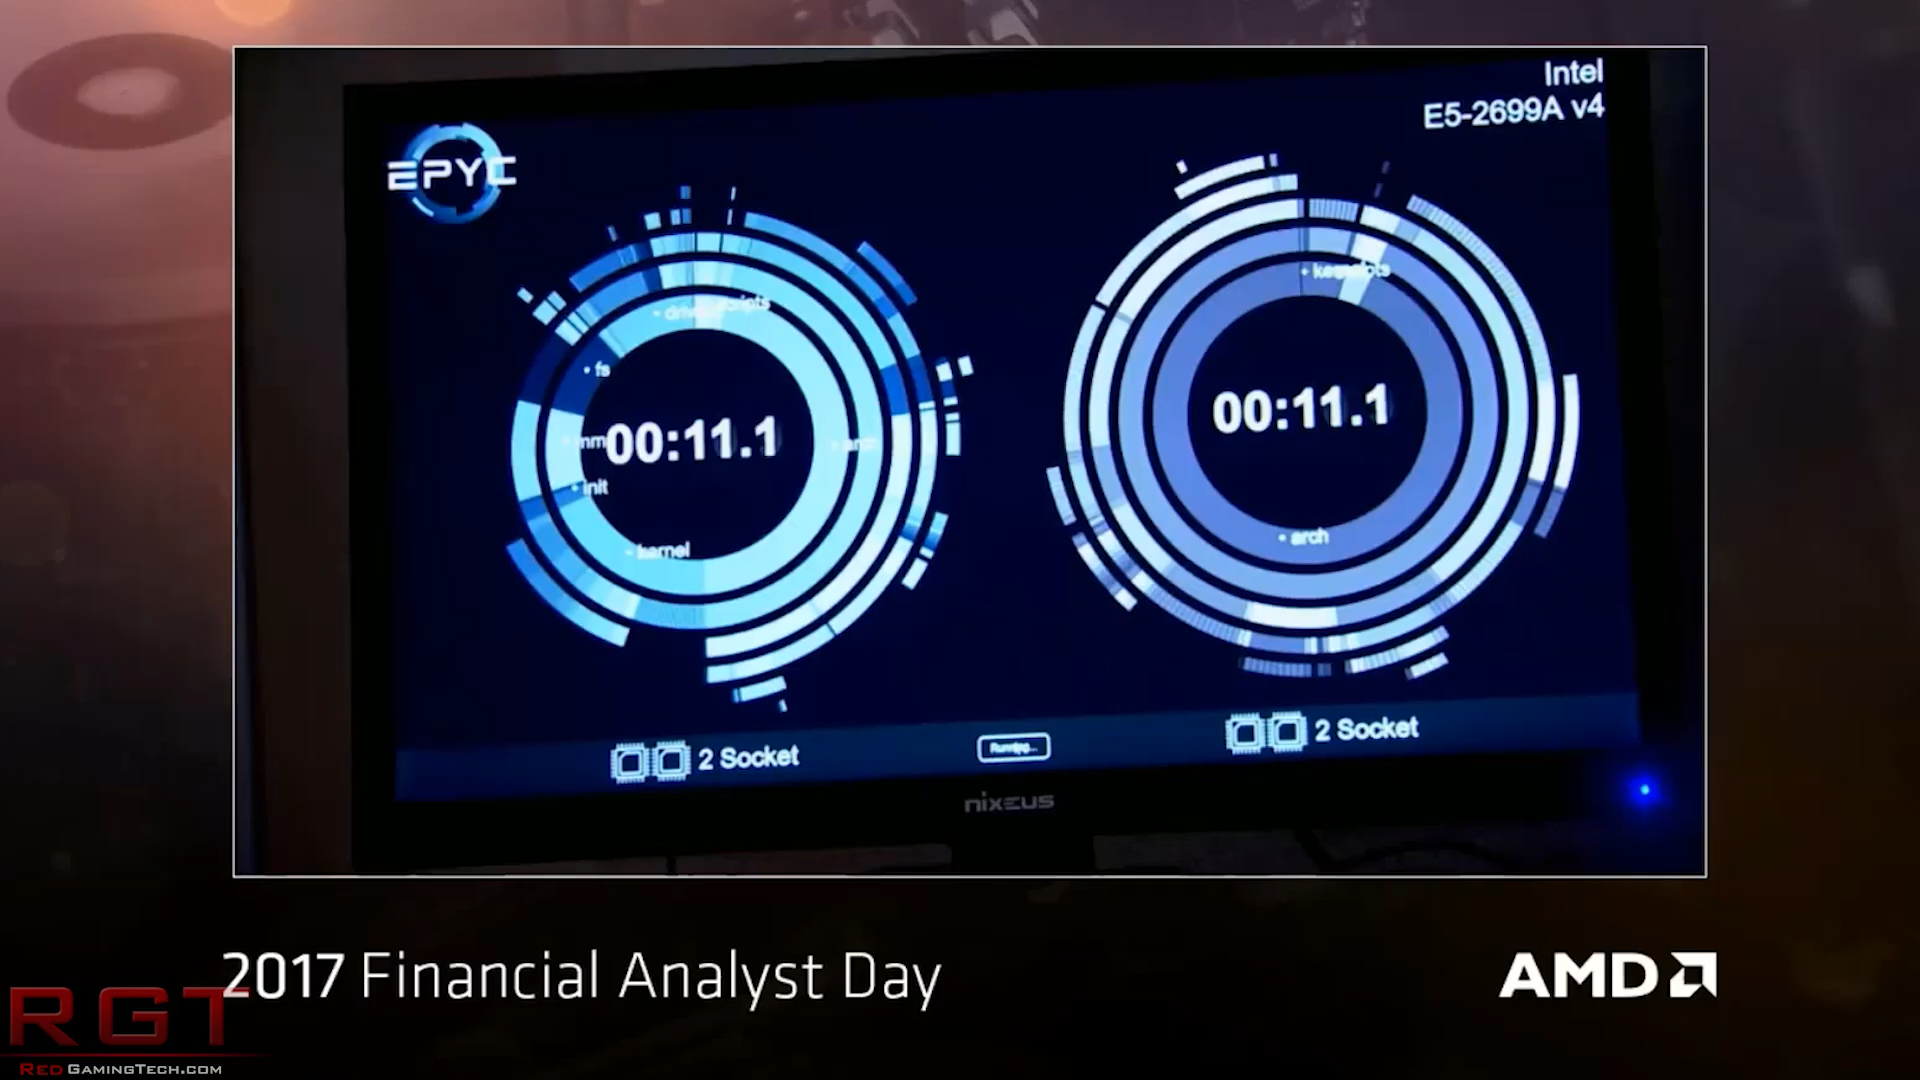 Intel
E5-2699A v4
EPYC
fs
00:11.1
00:11.1
init
kernel
arch
2 Socket
Running...
2 Socket
nixeus
2017 Financial Analyst Day
AMD
RGT
REDGAMINGTECH.COM